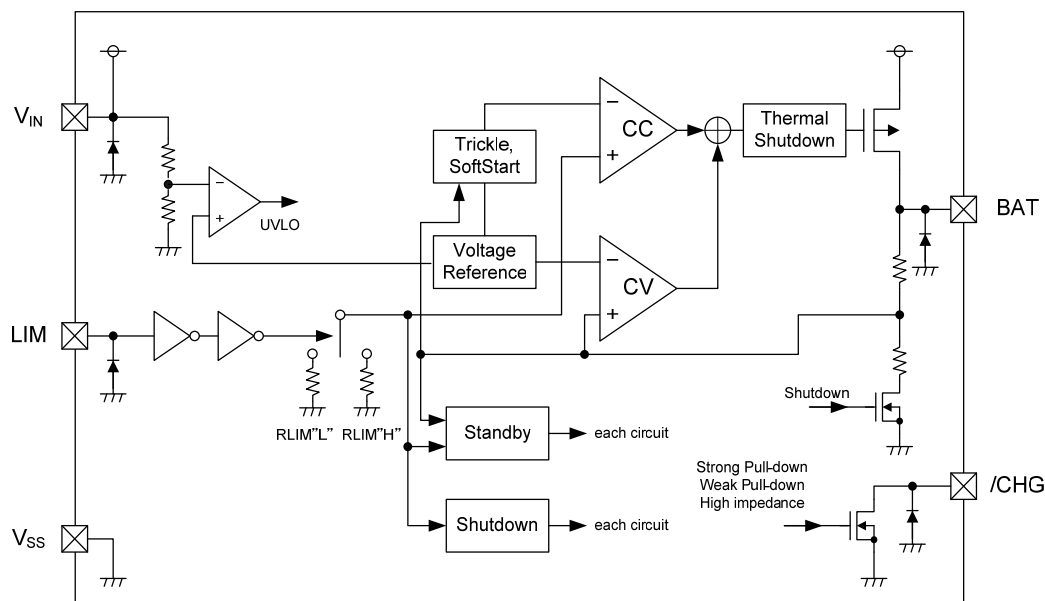 VIN
LIM
VSS
UVLO
Trickle,
SoftStart
Voltage
Reference
−
+
CC
−
+
CV
−
+
Thermal
Shutdown
BAT
RLIM"L"
RLIM"H"
Standby
each circuit
Shutdown
each circuit
Shutdown
Strong Pull-down
Weak Pull-down
High impedance
/CHG